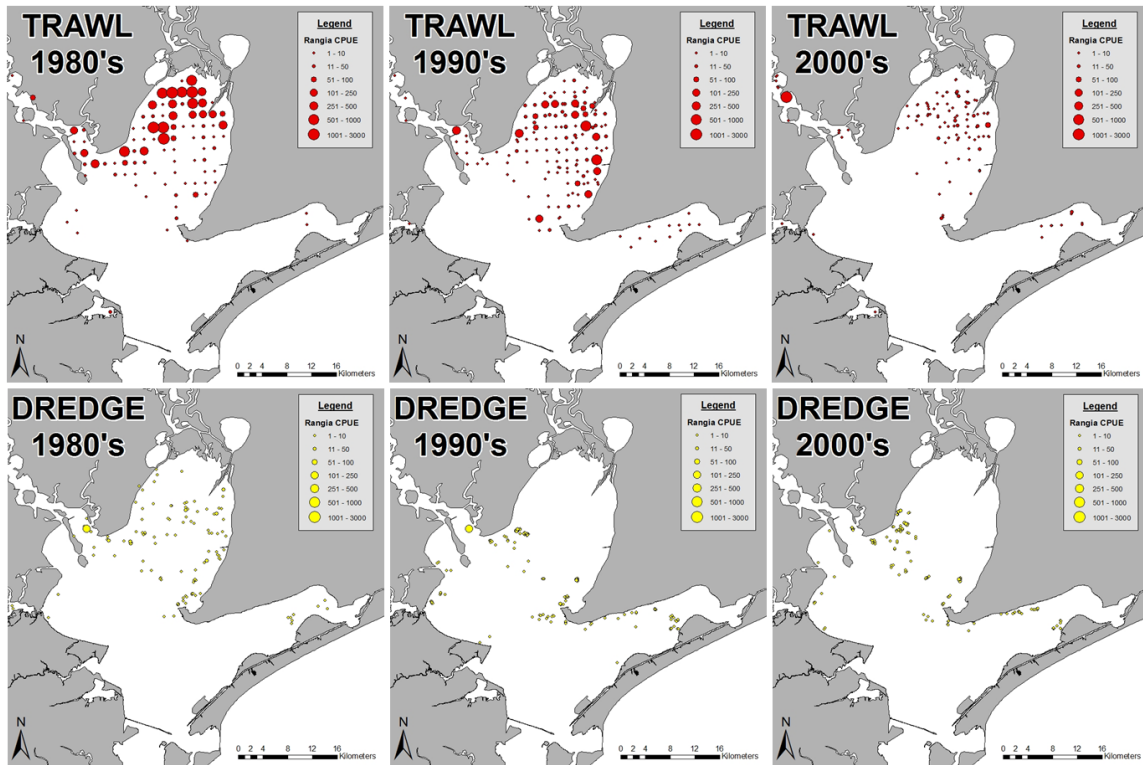 TRAWL
1980's
Legend
Rangia CPUE
1 - 10
11 - 50
51 - 100
101 - 250
251 - 500
501 - 1000
1001 - 3000
N
0 2 4 8 12 16
Kilometers
TRAWL
1990's
Legend
Rangia CPUE
1 - 10
11 - 50
51 - 100
101 - 250
251 - 500
501 - 1000
1001 - 3000
N
0 2 4 8 12 16
Kilometers
TRAWL
2000's
Legend
Rangia CPUE
1 - 10
11 - 50
51 - 100
101 - 250
251 - 500
501 - 1000
1001 - 3000
N
0 2 4 8 12 16
Kilometers
DREDGE
1980's
Legend
Rangia CPUE
1 - 10
11 - 50
51 - 100
101 - 250
251 - 500
501 - 1000
1001 - 3000
N
0 2 4 8 12 16
Kilometers
DREDGE
1990's
Legend
Rangia CPUE
1 - 10
11 - 50
51 - 100
101 - 250
251 - 500
501 - 1000
1001 - 3000
N
0 2 4 8 12 16
Kilometers
DREDGE
2000's
Legend
Rangia CPUE
1 - 10
11 - 50
51 - 100
101 - 250
251 - 500
501 - 1000
1001 - 3000
N
0 2 4 8 12 16
Kilometers